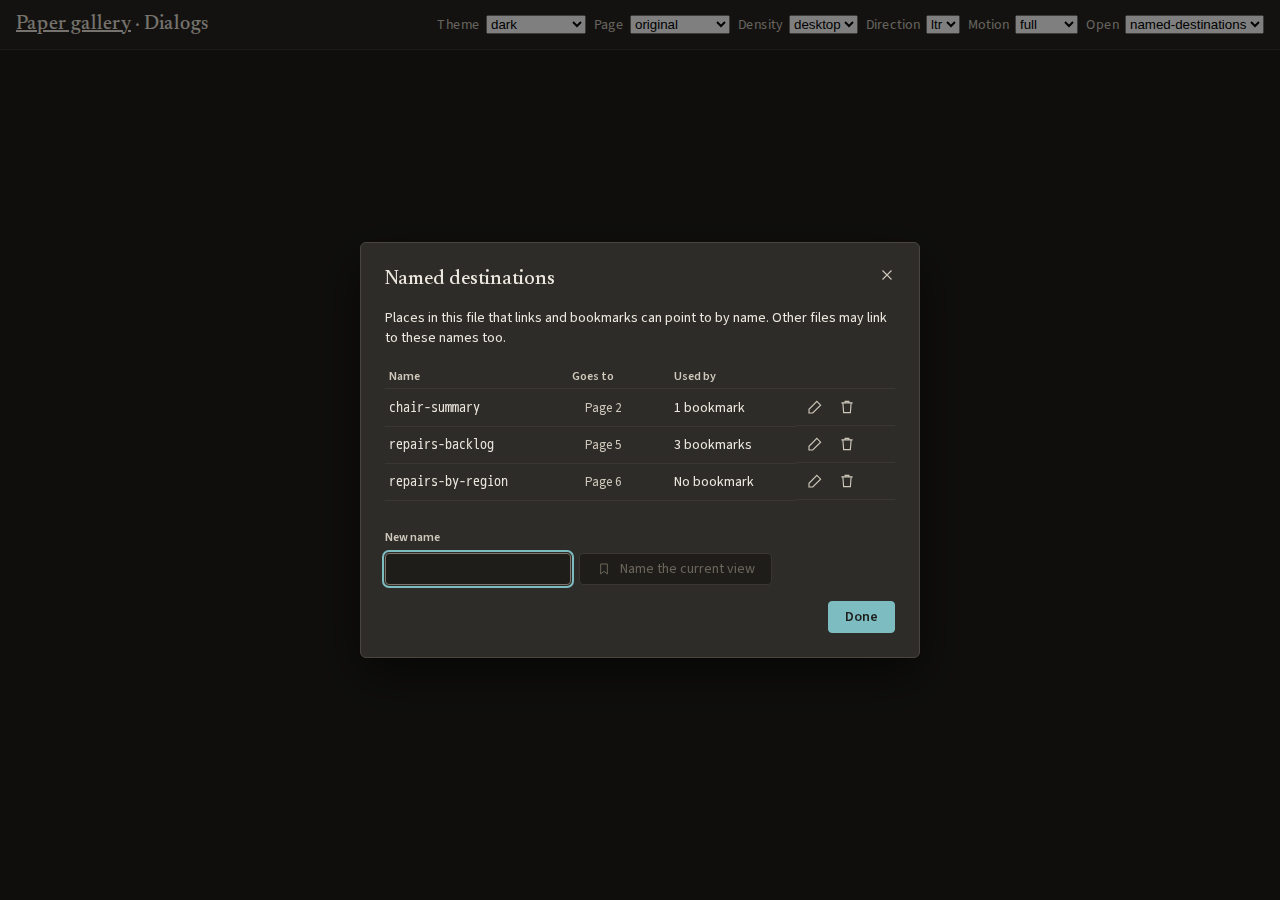 Paper gallery · Dialogs
Theme dark Page original Density desktop Direction ltr Motion full Open named-destinations
Named destinations
Places in this file that links and bookmarks can point to by name. Other files may link
to these names too.
Name Goes to Used by
chair-summary Page 2 1 bookmark
repairs-backlog Page 5 3 bookmarks
repairs-by-region Page 6 No bookmark
New name
Name the current view
Done